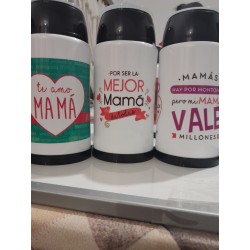 te amo
MAMÁ
POR SER LA
MEJOR
Mamá
MAMÁS
HAY POR MONTONES
pero mi MAMÁ
VALE
MILLONES